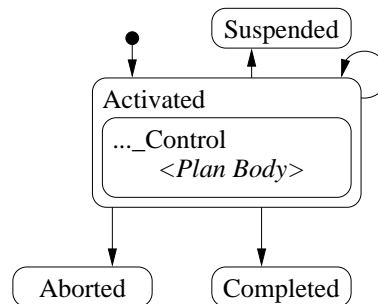 Suspended
Activated
..._Control
<Plan Body>
Aborted
Completed